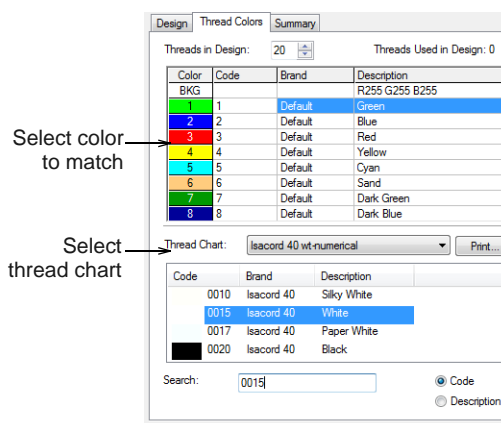 Design Thread Colors Summary
Threads in Design: 20 Threads Used in Design: 0
Color Code Brand Description
BKG R255 G255 B255
1 1 Default Green
2 2 Default Blue
3 3 Default Red
4 4 Default Yellow
5 5 Default Cyan
6 6 Default Sand
7 7 Default Dark Green
8 8 Default Dark Blue
Select color
to match
Select
thread chart
Thread Chart: Isacord 40 wt-numerical Print...
Code Brand Description
0010 Isacord 40 Silky White
0015 Isacord 40 White
0017 Isacord 40 Paper White
0020 Isacord 40 Black
Search: 0015 Code
Description